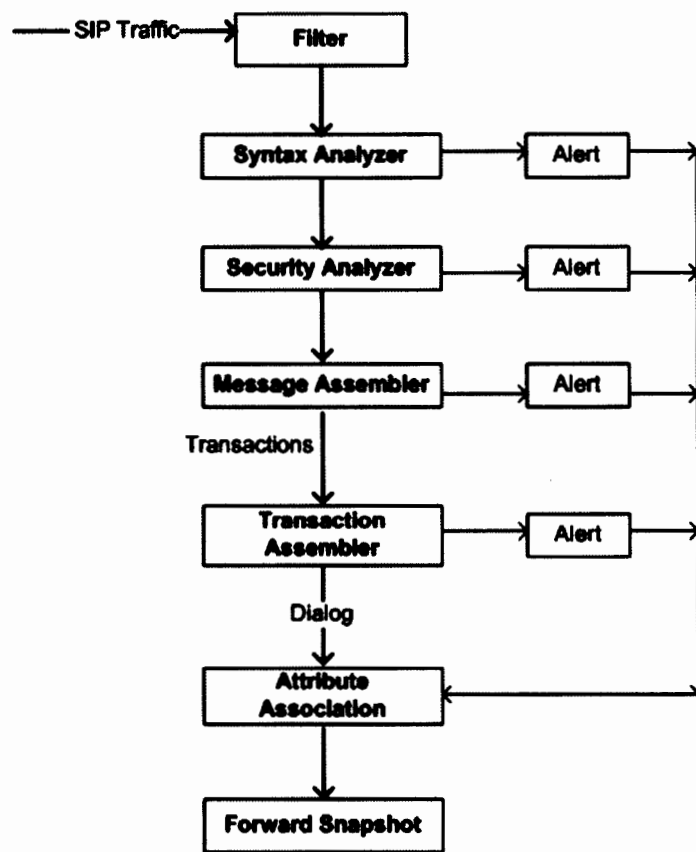 SIP Traffic
Filter
Syntax Analyzer
Alert
Security Analyzer
Alert
Message Assembler
Alert
Transactions
Transaction
Assembler
Alert
Dialog
Attribute
Association
Forward Snapshot